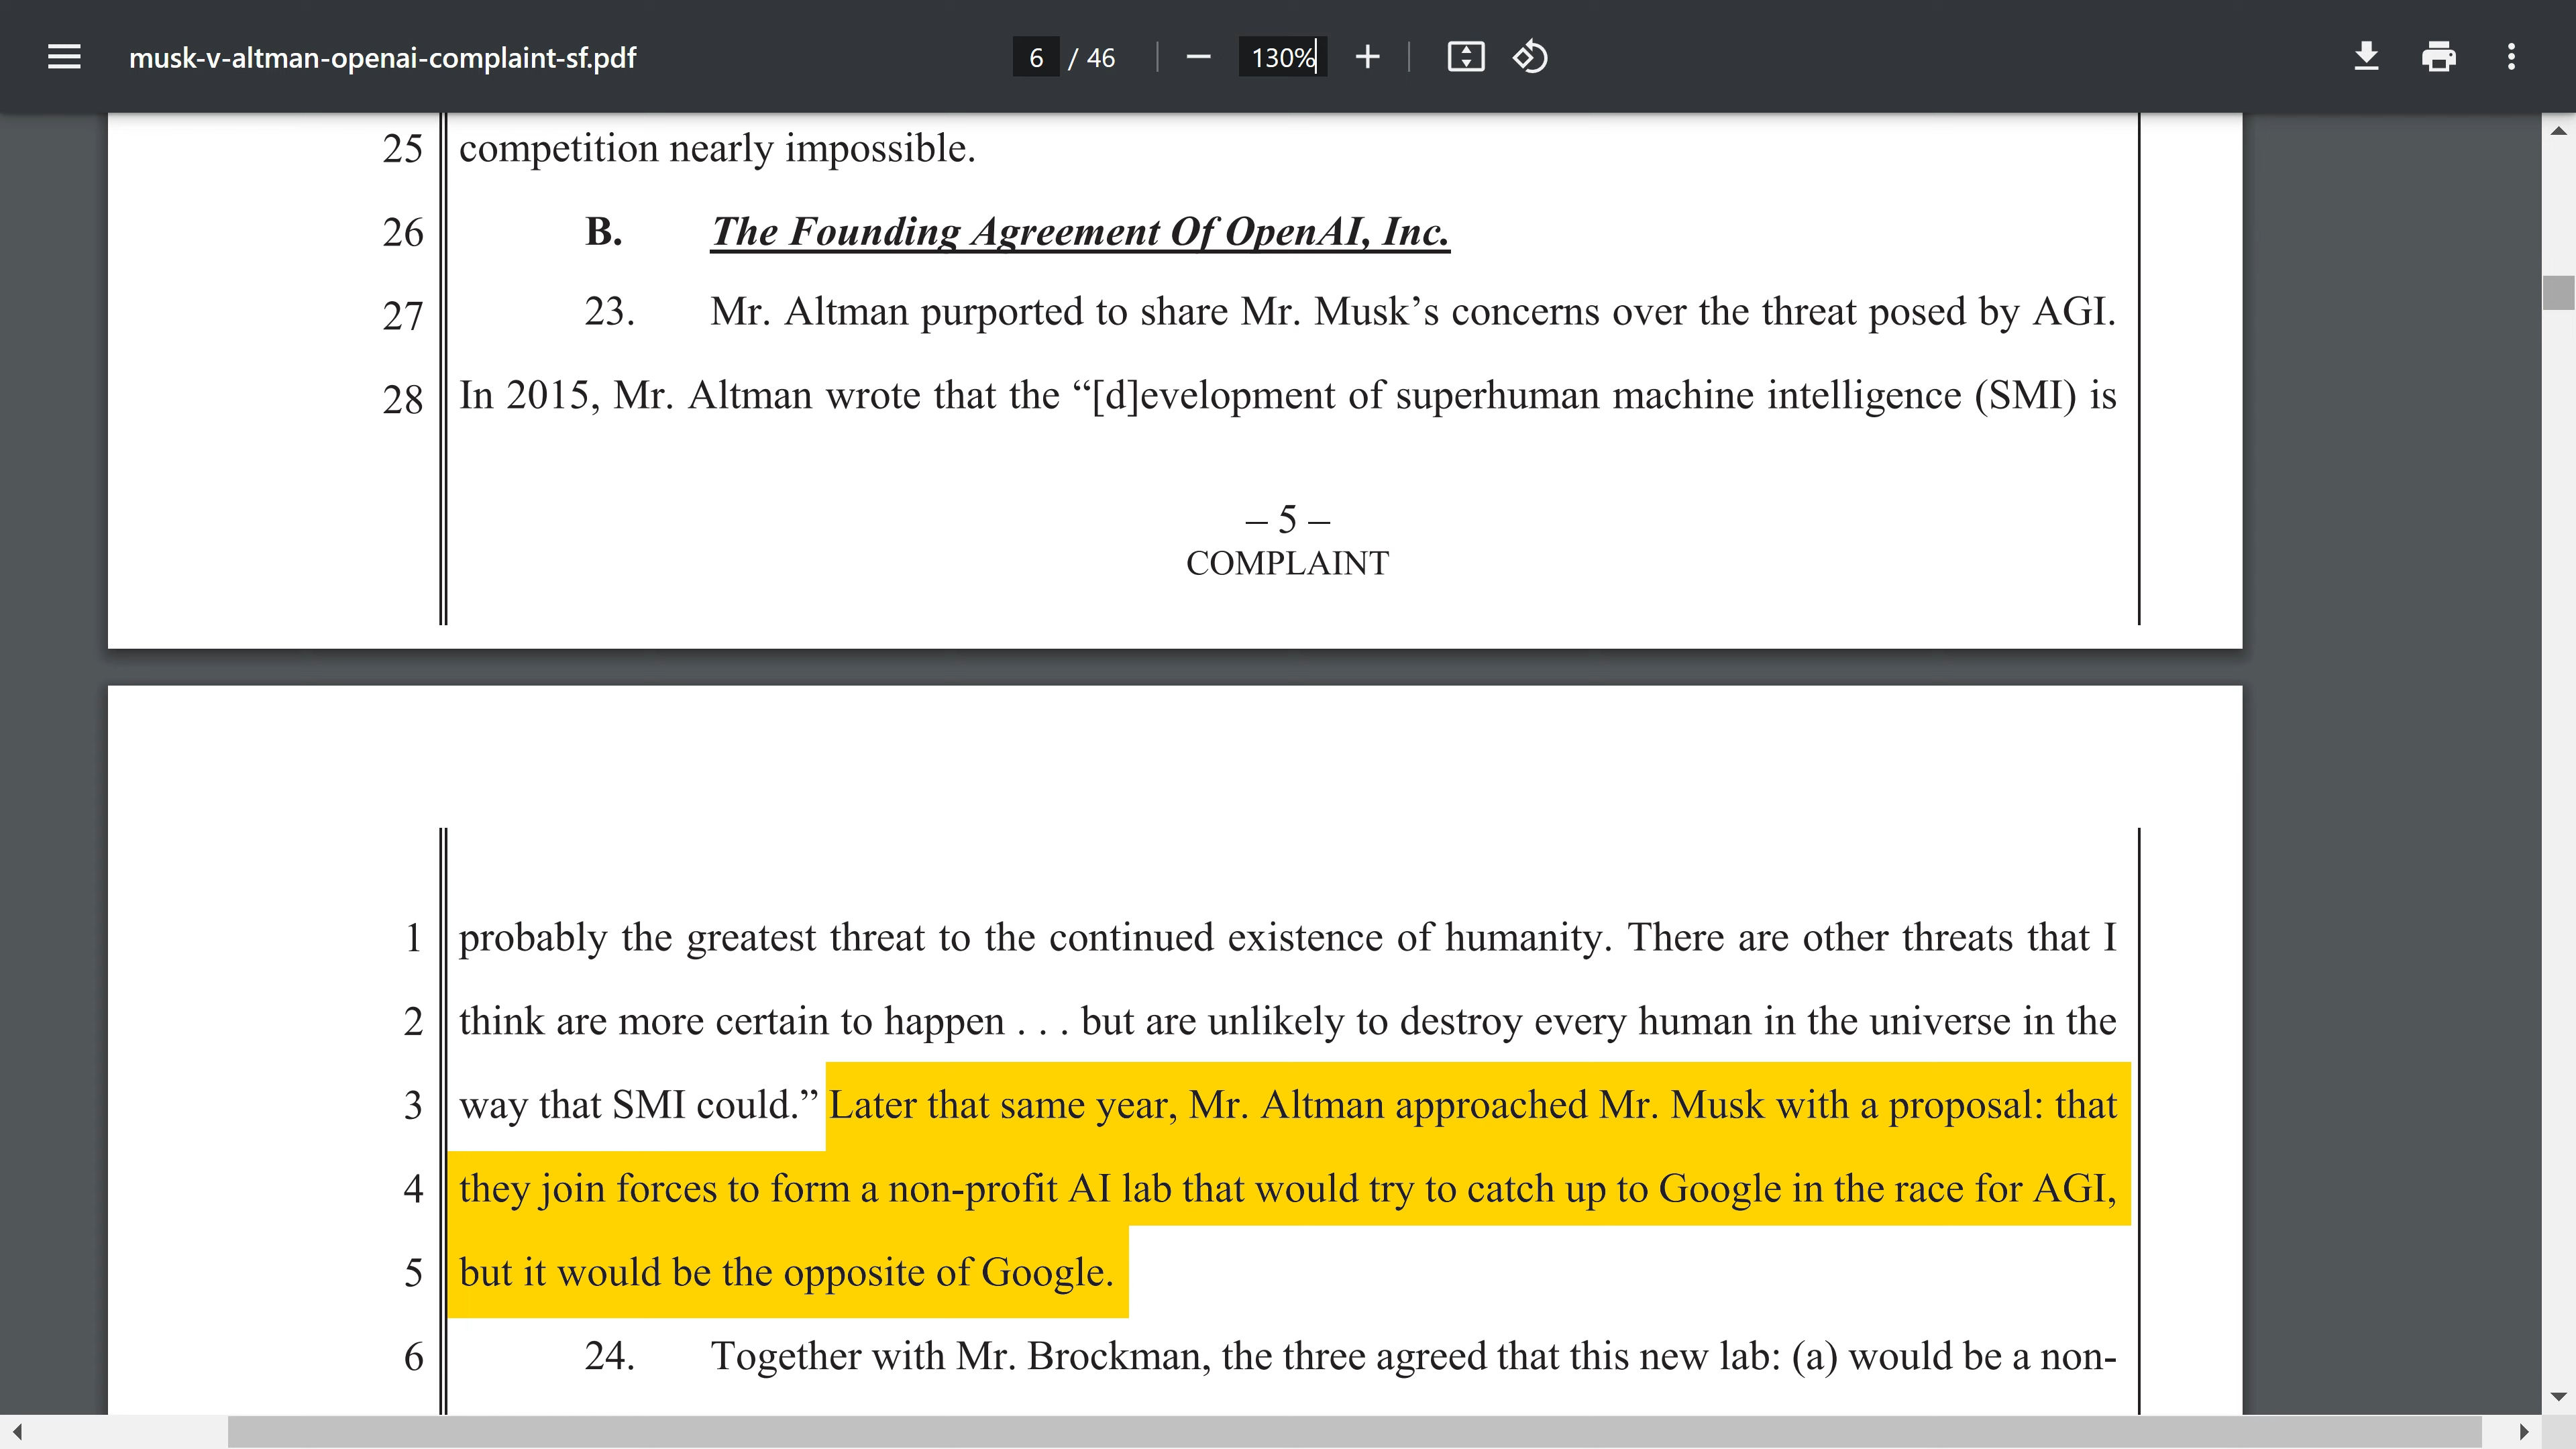 musk-v-altman-openai-complaint-sf.pdf
6 / 46
130%
25 competition nearly impossible.
26 B. The Founding Agreement Of OpenAI, Inc.
27 23. Mr. Altman purported to share Mr. Musk’s concerns over the threat posed by AGI.
28 In 2015, Mr. Altman wrote that the “[d]evelopment of superhuman machine intelligence (SMI) is
– 5 –
COMPLAINT
1 probably the greatest threat to the continued existence of humanity. There are other threats that I
2 think are more certain to happen . . . but are unlikely to destroy every human in the universe in the
3 way that SMI could.” Later that same year, Mr. Altman approached Mr. Musk with a proposal: that
4 they join forces to form a non-profit AI lab that would try to catch up to Google in the race for AGI,
5 but it would be the opposite of Google.
6 24. Together with Mr. Brockman, the three agreed that this new lab: (a) would be a non-